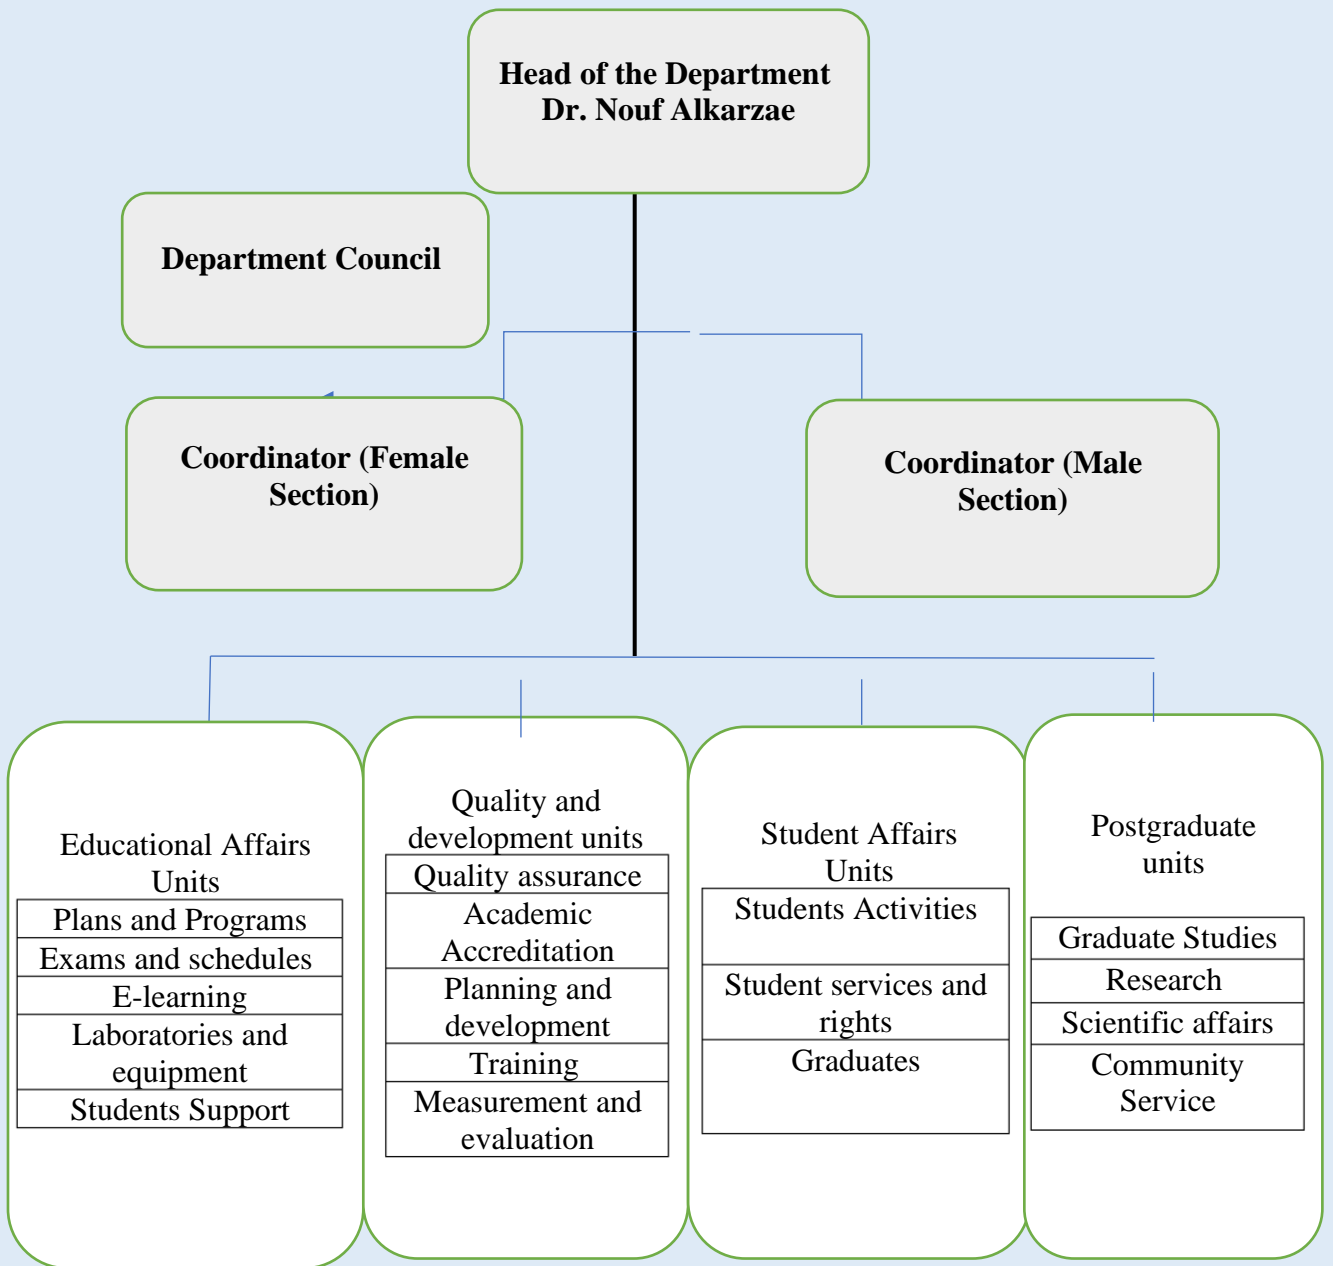 Head of the Department
Dr. Nouf Alkarzae
Department Council
Coordinator (Female
Section)
Coordinator (Male
Section)
Educational Affairs
Units
Plans and Programs
Exams and schedules
E-learning
Laboratories and
equipment
Students Support
Quality and
development units
Quality assurance
Academic
Accreditation
Planning and
development
Training
Measurement and
evaluation
Student Affairs
Units
Students Activities
Student services and
rights
Graduates
Postgraduate
units
Graduate Studies
Research
Scientific affairs
Community
Service